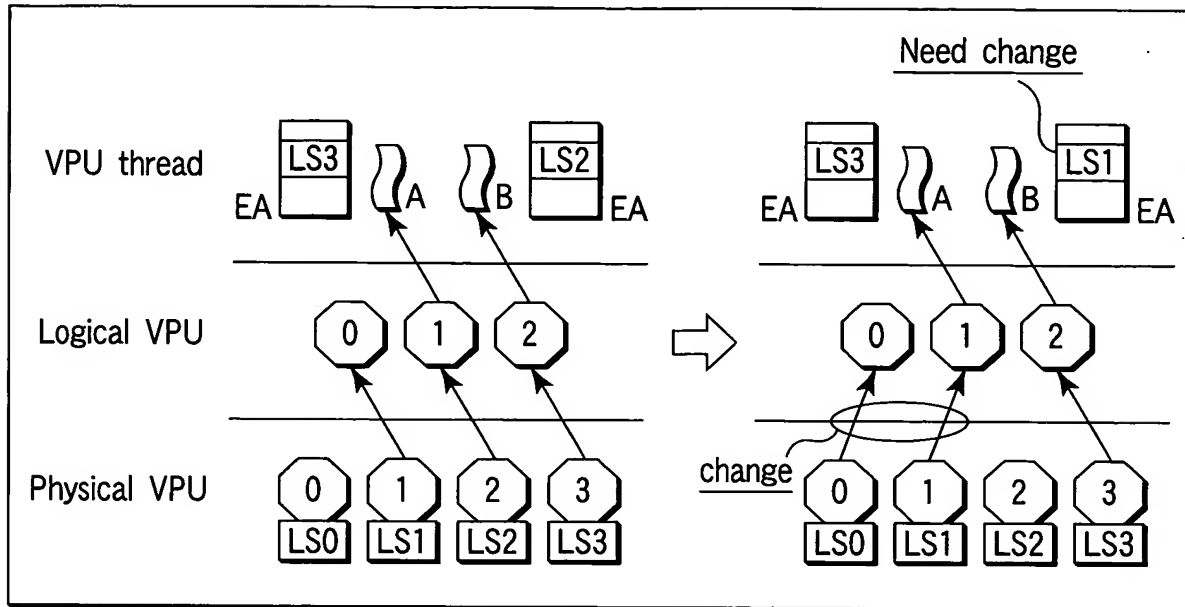 Need change
VPU thread
LS3
EA
A
B
LS2
EA
LS3
EA
A
B
LS1
EA
Logical VPU
0
1
2
0
1
2
change
Physical VPU
0
1
2
3
0
1
2
3
LS0
LS1
LS2
LS3
LS0
LS1
LS2
LS3